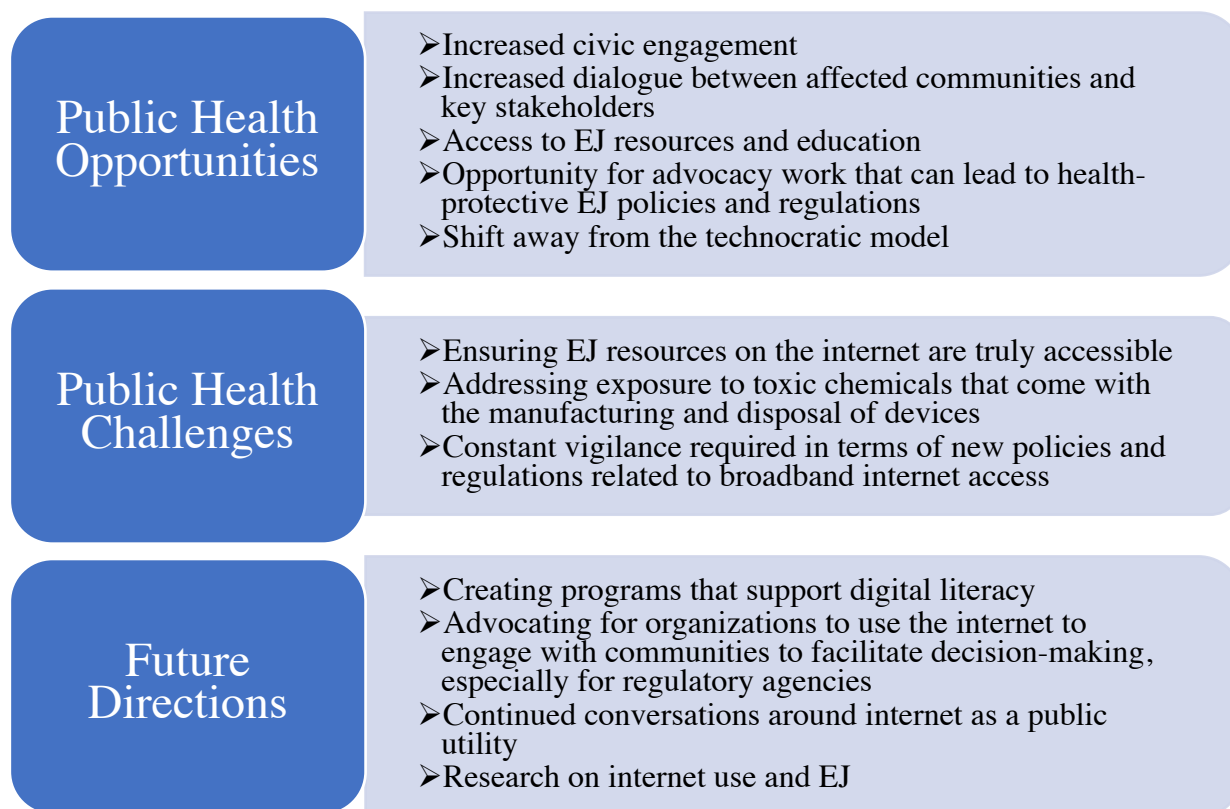 Public Health
Opportunities
➢Increased civic engagement
➢Increased dialogue between affected communities and
key stakeholders
➢Access to EJ resources and education
➢Opportunity for advocacy work that can lead to health-
protective EJ policies and regulations
➢Shift away from the technocratic model
Public Health
Challenges
➢Ensuring EJ resources on the internet are truly accessible
➢Addressing exposure to toxic chemicals that come with
the manufacturing and disposal of devices
➢Constant vigilance required in terms of new policies and
regulations related to broadband internet access
Future
Directions
➢Creating programs that support digital literacy
➢Advocating for organizations to use the internet to
engage with communities to facilitate decision-making,
especially for regulatory agencies
➢Continued conversations around internet as a public
utility
➢Research on internet use and EJ